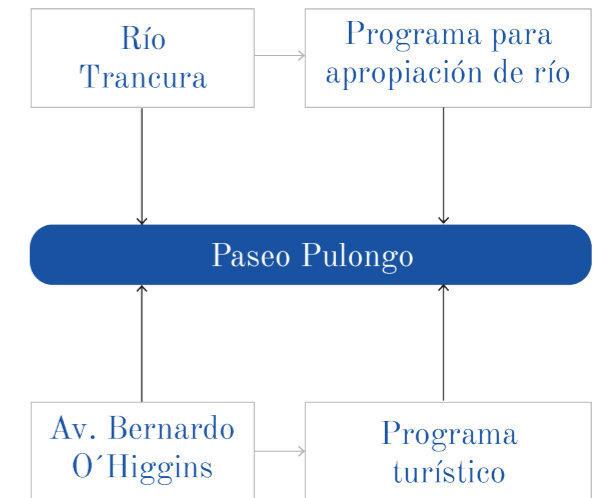 Río
Trancura
Programa para
apropiación de río
Paseo Pulongo
Av. Bernardo
O´Higgins
Programa
turístico